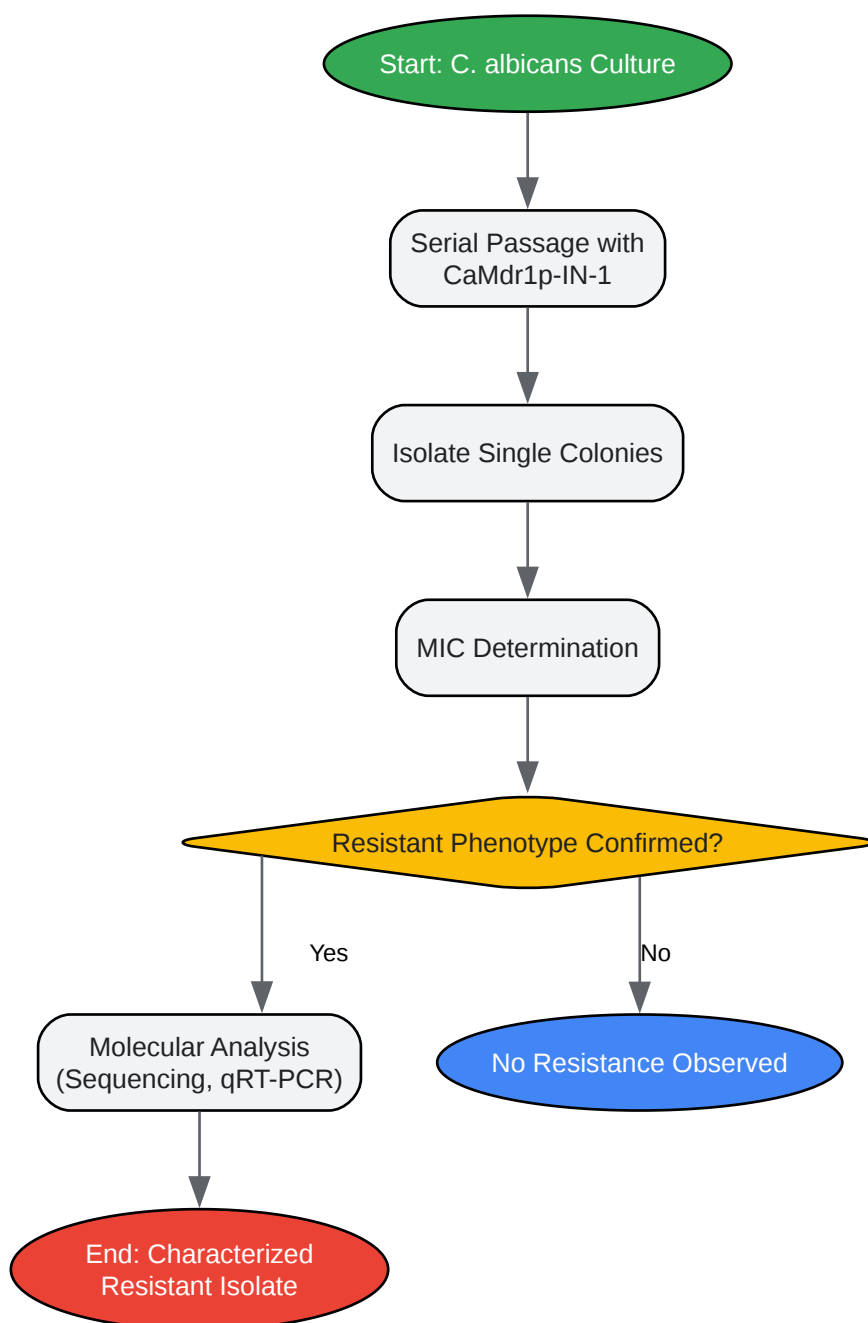 Start: C. albicans Culture
Serial Passage with
CaMdr1p-IN-1
Isolate Single Colonies
MIC Determination
Resistant Phenotype Confirmed?
Yes
No
Molecular Analysis
(Sequencing, qRT-PCR)
No Resistance Observed
End: Characterized
Resistant Isolate